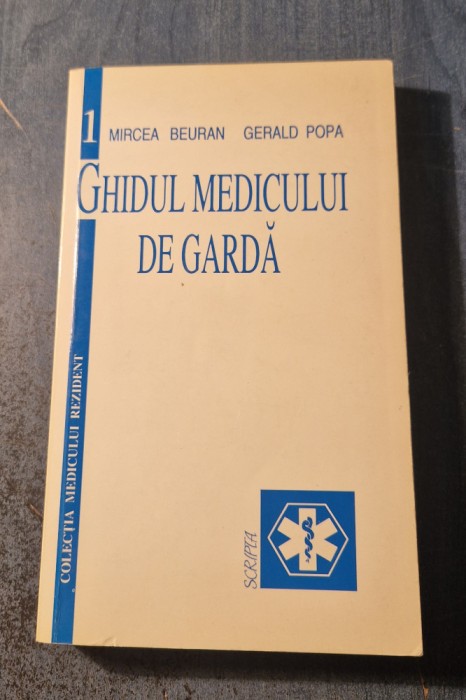 1
MIRCEA BEURAN GERALD POPA
GHIDUL MEDICULUI
DE GARDĂ
COLECȚIA MEDICULUI REZIDENT
SCRIPTA